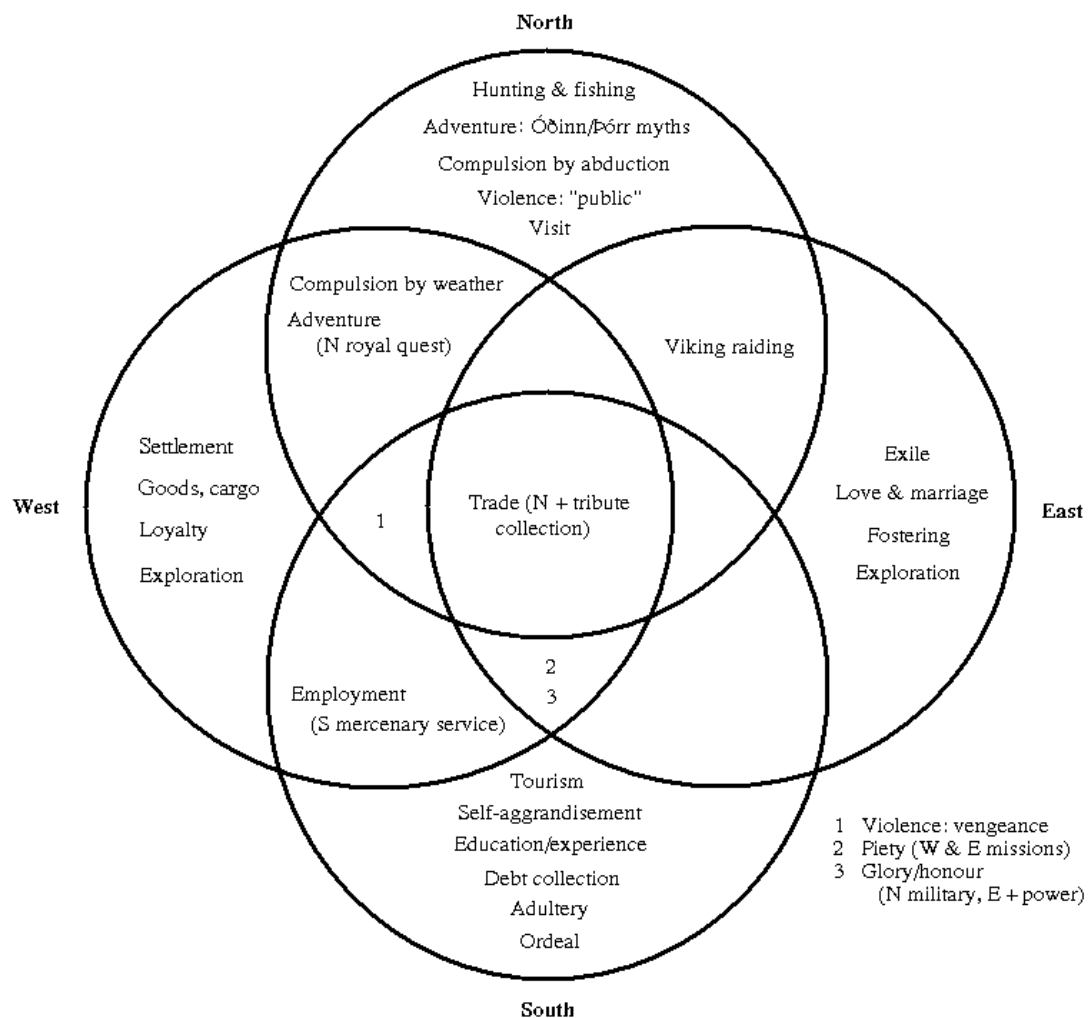 North
Hunting & fishing
Adventure: Óðinn/Þórr myths
Compulsion by abduction
Violence: "public"
Visit
Compulsion by weather
Adventure
(N royal quest)
Viking raiding
Settlement
Goods, cargo
Loyalty
Exploration
West
1
Trade (N + tribute
collection)
Exile
Love & marriage
Fostering
Exploration
East
2
3
Employment
(S mercenary service)
Tourism
Self-aggrandisement
Education/experience
Debt collection
Adultery
Ordeal
1 Violence: vengeance
2 Piety (W & E missions)
3 Glory/honour
(N military, E + power)
South